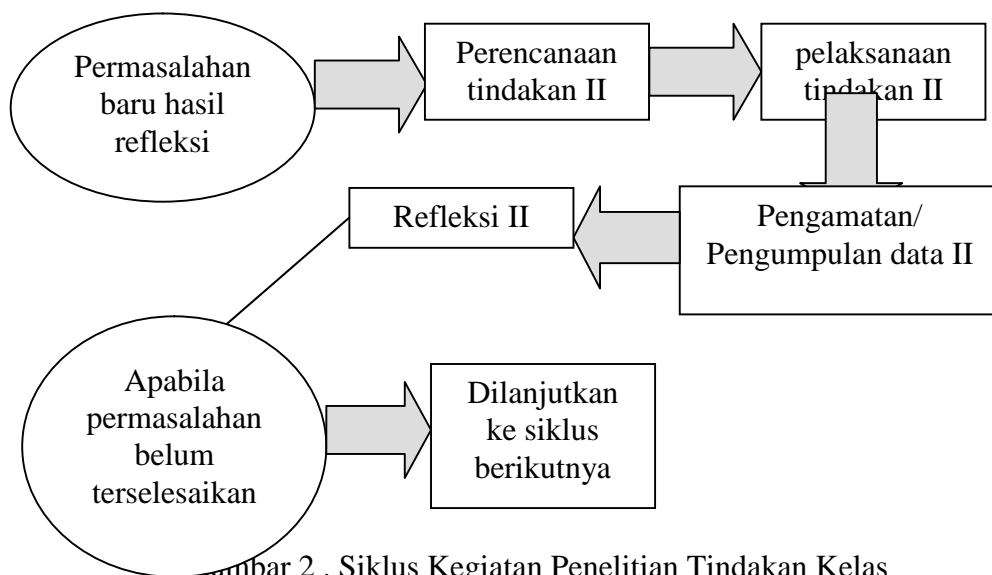 Permasalahan
baru hasil
refleksi
Perencanaan
tindakan II
pelaksanaan
tindakan II
Pengamatan/
Pengumpulan data II
Refleksi II
Apabila
permasalahan
belum
terselesaikan
Dilanjutkan
ke siklus
berikutnya
2 . Siklus Kegiatan Penelitian Tindakan Kelas